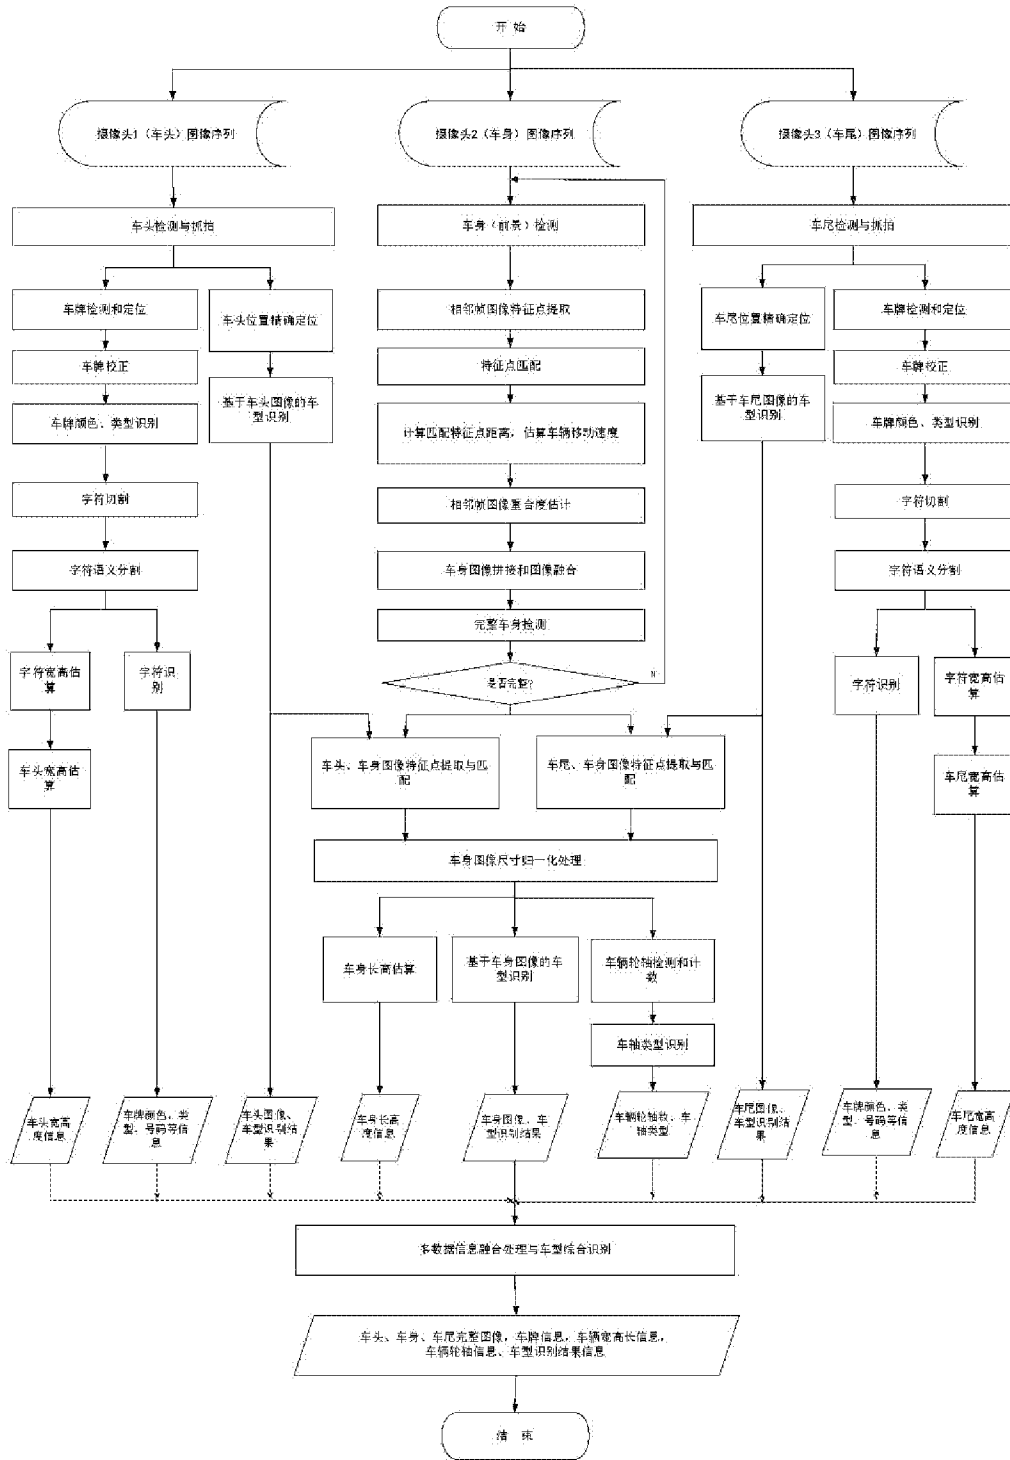 开 始
摄像头1（车头）图像序列
摄像头2（车身）图像序列
摄像头3（车尾）图像序列
车头检测与抓拍
车身（前景）检测
车尾检测与抓拍
车牌检测和定位
车头位置精确定位
相邻帧图像特征点提取
车尾位置精确定位
车牌检测和定位
车牌校正
特征点匹配
车牌校正
车牌颜色、类型识别
基于车头图像的车
型识别
计算匹配特征点距离，估算车辆移动速度
基于车尾图像的车
型识别
车牌颜色、类型识别
字符切割
相邻帧图像重合度估计
字符切割
字符语义分割
车身图像拼接和图像融合
字符语义分割
完整车身检测
字符宽高估
算
字符识
别
是否完整?
N
字符识别
字符宽高估
算
车头宽高估
算
车头、车身图像特征点提取与匹
配
车尾、车身图像特征点提取与匹
配
车尾宽高估
算
车身图像尺寸归一化处理
车身长高估算
基于车身图像的车
型识别
车辆轮轴检测和计
数
车轴类型识别
车头宽高
度信息
车牌颜色、类
型、号码等信
息
车头图像、
车型识别结
果
车身长高
度信息
车身图像、车
型识别结果
车辆轮轴数、车
轴类型
车尾图像、
车型识别结
果
车牌颜色、类
型、号码等信
息
车尾宽高
度信息
多数据信息融合处理与车型综合识别
车头、车身、车尾完整图像，车牌信息，车辆宽高长信息，
车辆轮轴信息、车型识别结果信息
结 束